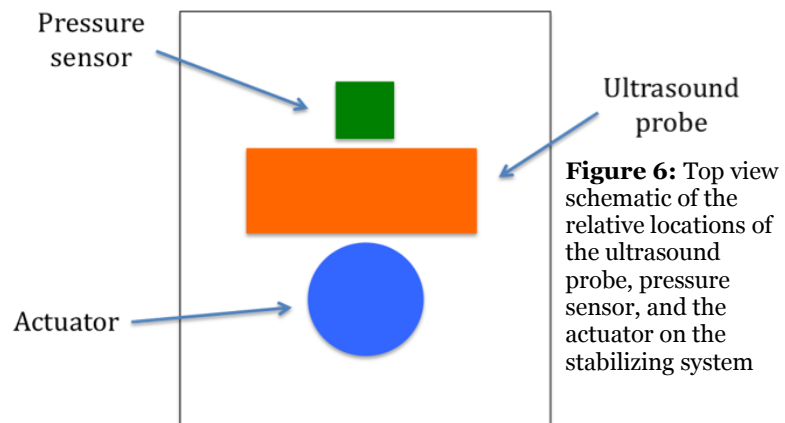 Pressure
sensor
Ultrasound
probe
Figure 6: Top view
schematic of the
relative locations of
the ultrasound
probe, pressure
sensor, and the
actuator on the
stabilizing system
Actuator